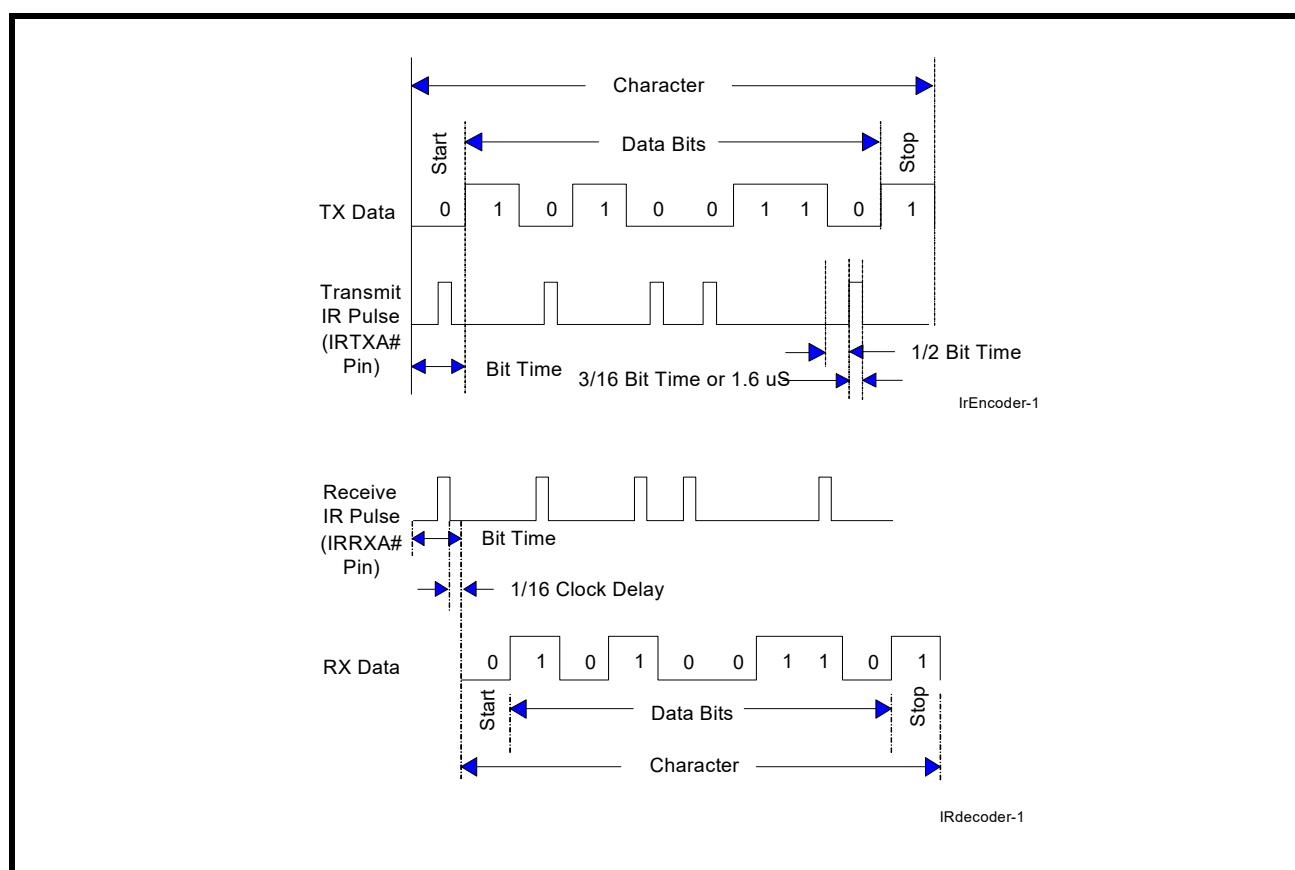 Character
Start
Data Bits
Stop
TX Data
0 1 0 1 0 0 1 1 0 1
Transmit
IR Pulse
(IRTXA#
Pin)
Bit Time
1/2 Bit Time
3/16 Bit Time or 1.6 uS
IrEncoder-1
Receive
IR Pulse
(IRRXA#
Pin)
Bit Time
1/16 Clock Delay
RX Data
0 1 0 1 0 0 1 1 0 1
Start
Data Bits
Stop
Character
IRdecoder-1